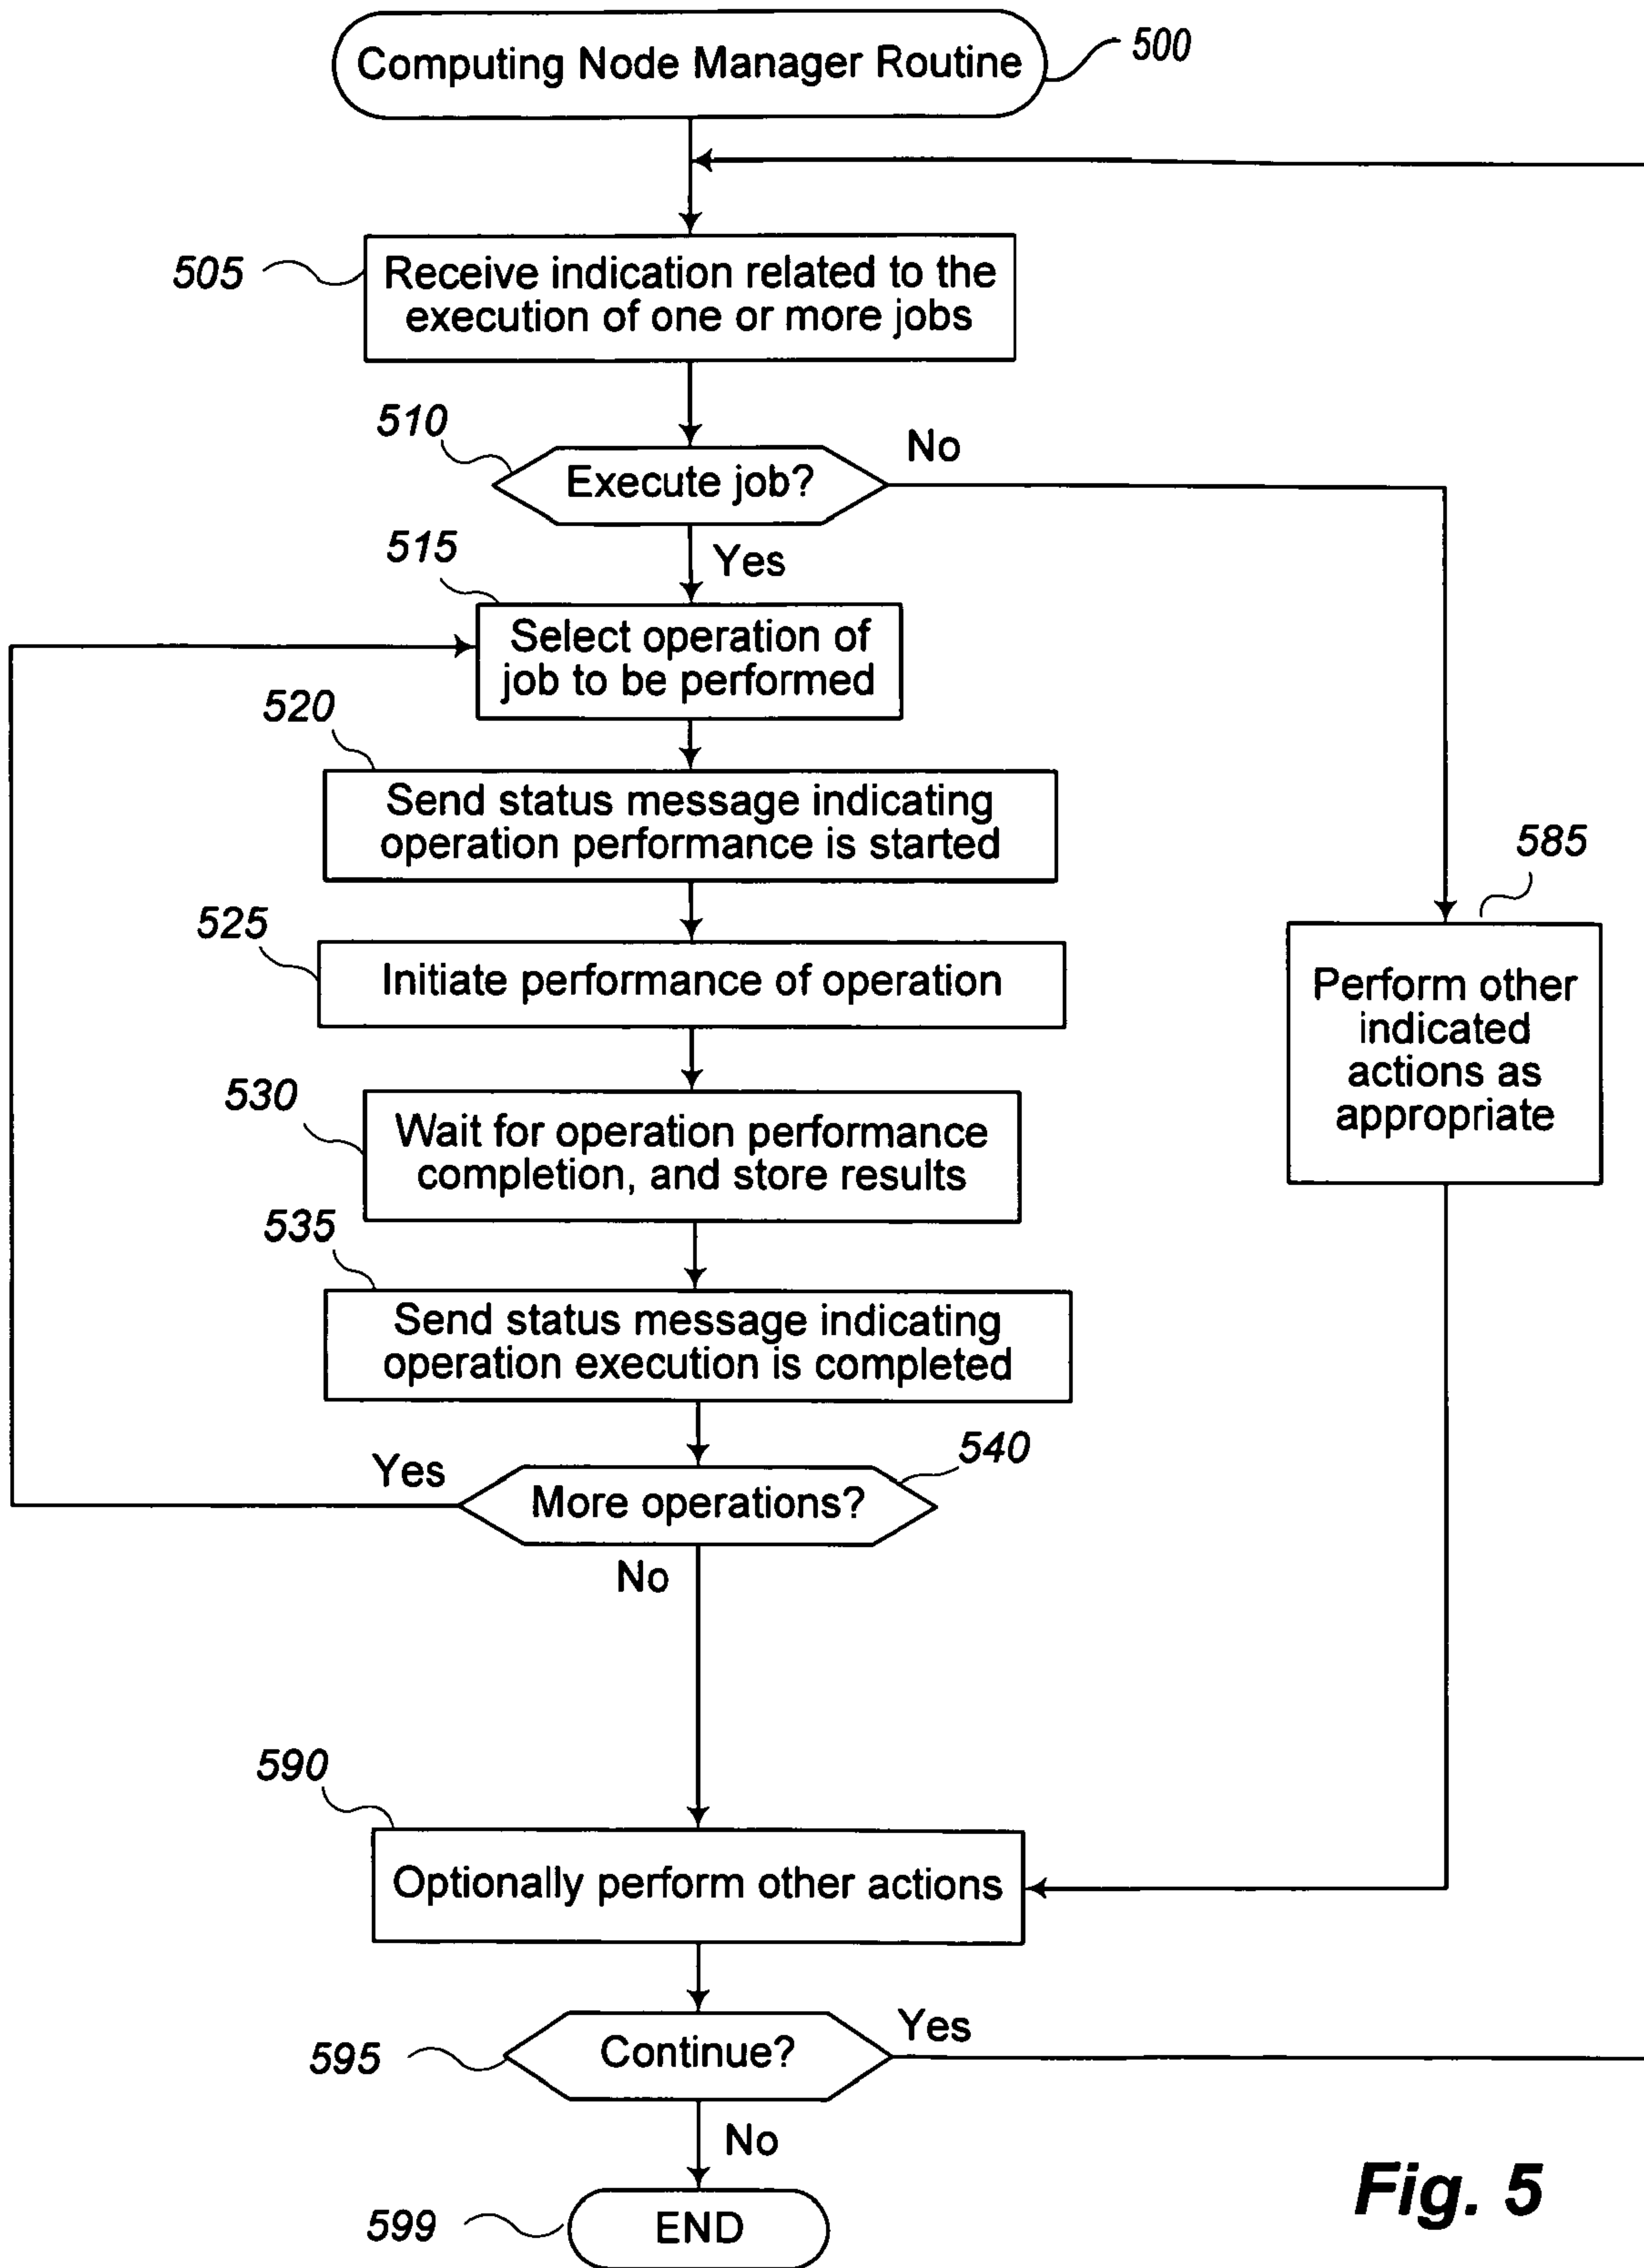 Computing Node Manager Routine
500
505
Receive indication related to the
execution of one or more jobs
510
Execute job?
No
Yes
515
Select operation of
job to be performed
520
Send status message indicating
operation performance is started
525
Initiate performance of operation
585
Perform other
indicated
actions as
appropriate
530
Wait for operation performance
completion, and store results
535
Send status message indicating
operation execution is completed
540
Yes
More operations?
No
590
Optionally perform other actions
595
Continue?
Yes
No
599
END
Fig. 5